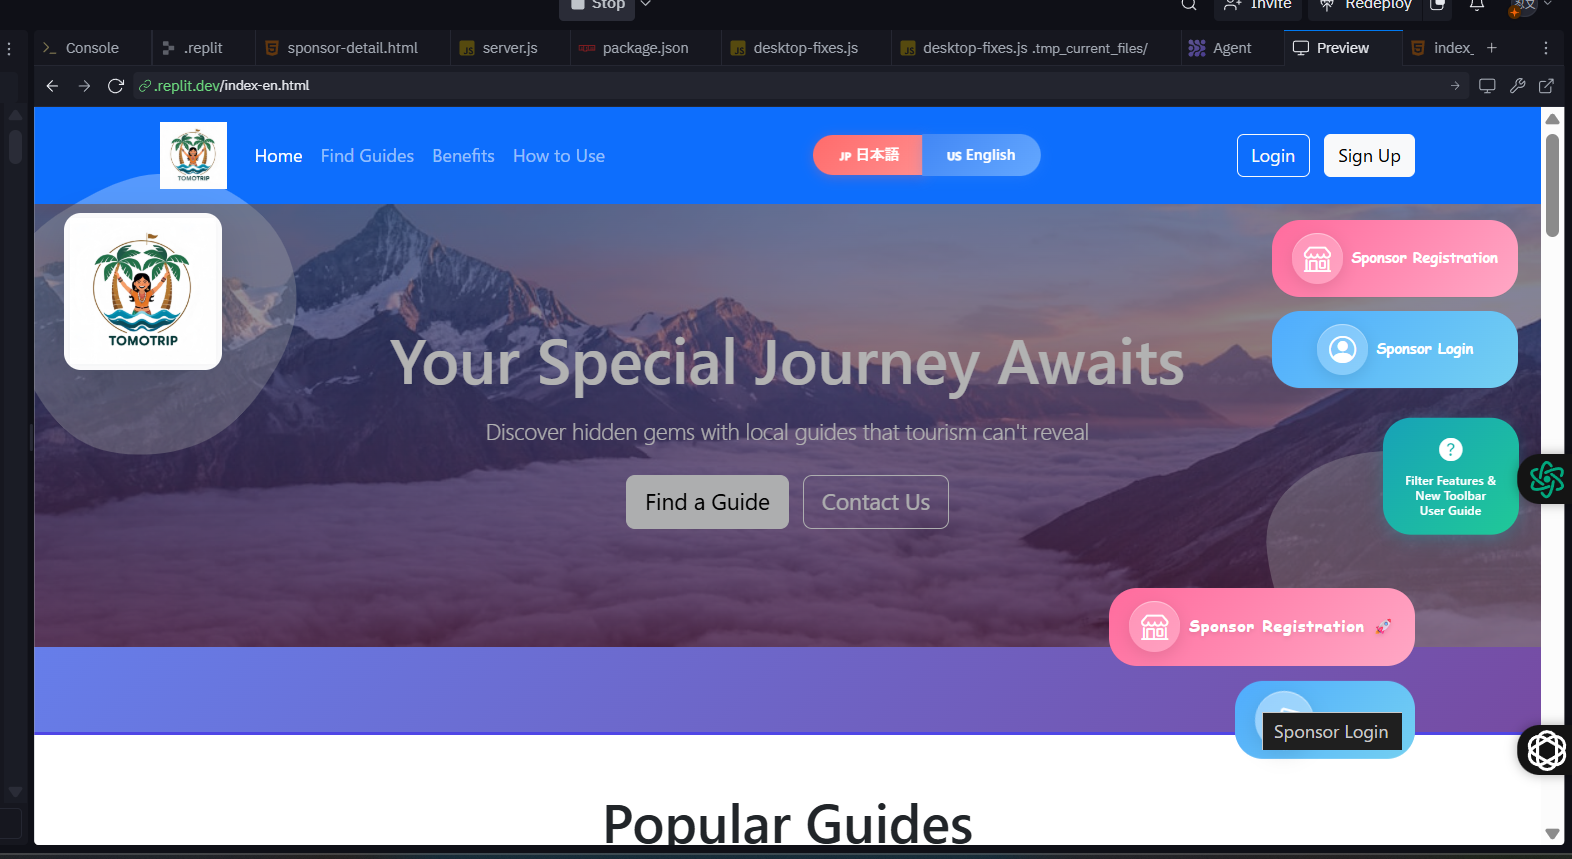 Stop
Invite
Redeploy
Console
.replit
sponsor-detail.html
JS server.js
package.json
JS desktop-fixes.js
JS desktop-fixes.js .tmp_current_files/
Agent
Preview
index_
.replit.dev/index-en.html
TOMOTRIP
Home
Find Guides
Benefits
How to Use
JP 日本語
US English
Login
Sign Up
TOMOTRIP
Sponsor Registration
Sponsor Login
Your Special Journey Awaits
Discover hidden gems with local guides that tourism can't reveal
Find a Guide
Contact Us
?
Filter Features &
New Toolbar
User Guide
Sponsor Registration 🚀
Sponsor Login
Popular Guides